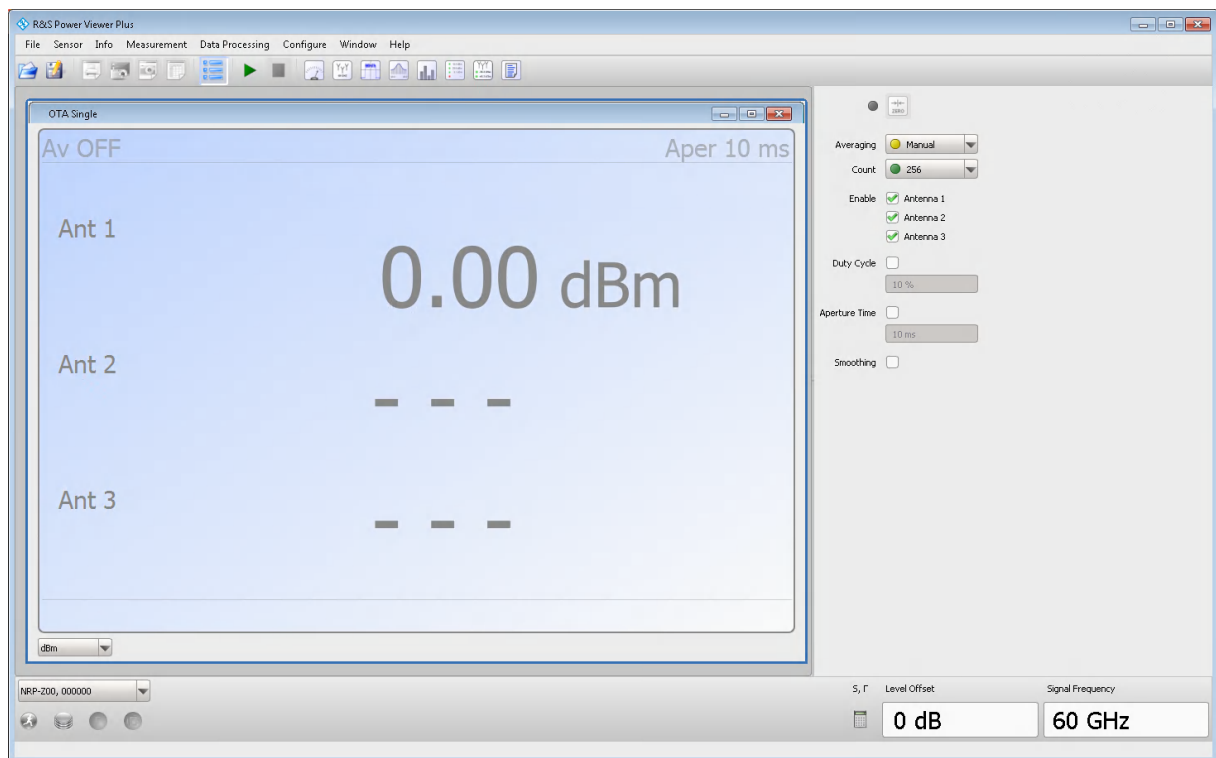 R&S Power Viewer Plus
File Sensor Info Measurement Data Processing Configure Window Help
OTA Single
Av OFF Aper 10 ms
Ant 1
0.00 dBm
Ant 2
- - -
Ant 3
- - -
dBm
ZERO
Averaging Manual
Count 256
Enable Antenna 1
Antenna 2
Antenna 3
Duty Cycle
10 %
Aperture Time
10 ms
Smoothing
NRP-Z00, 000000
S, Γ Level Offset Signal Frequency
0 dB 60 GHz